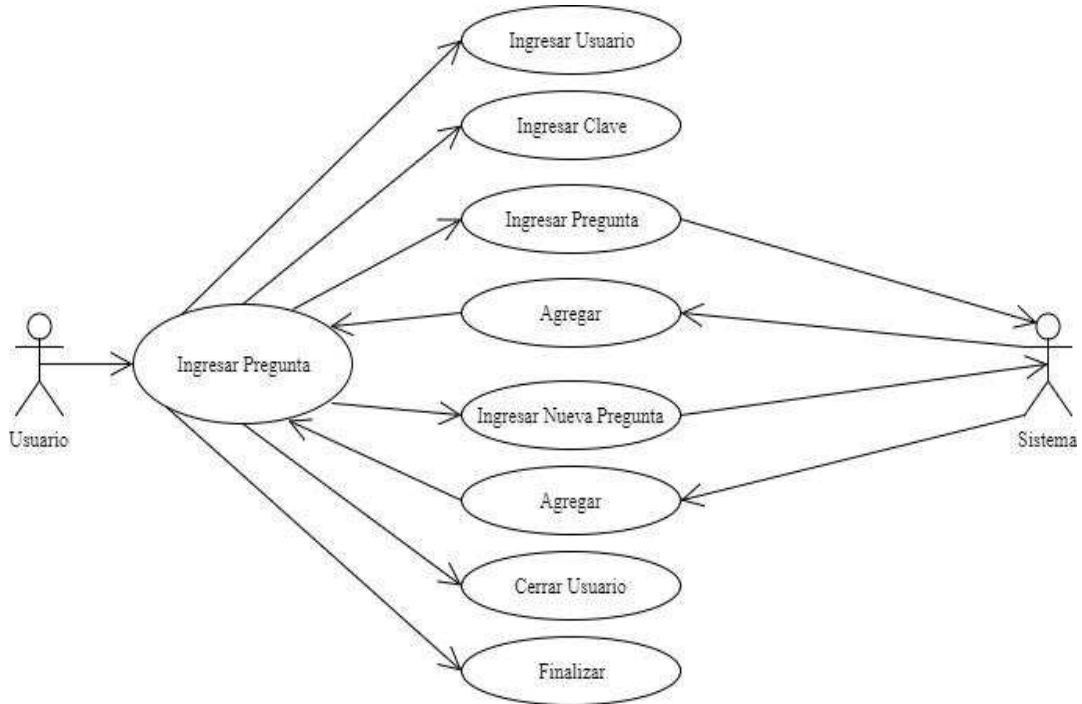 Ingresar Usuario
Ingresar Clave
Ingresar Pregunta
Agregar
Ingresar Pregunta
Usuario
Ingresar Nueva Pregunta
Sistema
Agregar
Cerrar Usuario
Finalizar